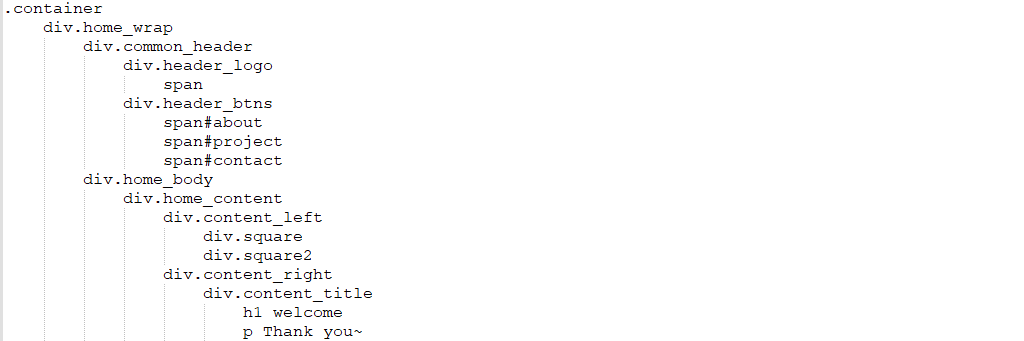 .container
div.home_wrap
div.common_header
div.header_logo
span
div.header_btns
span#about
span#project
span#contact
div.home_body
div.home_content
div.content_left
div.square
div.square2
div.content_right
div.content_title
h1 welcome
p Thank you~